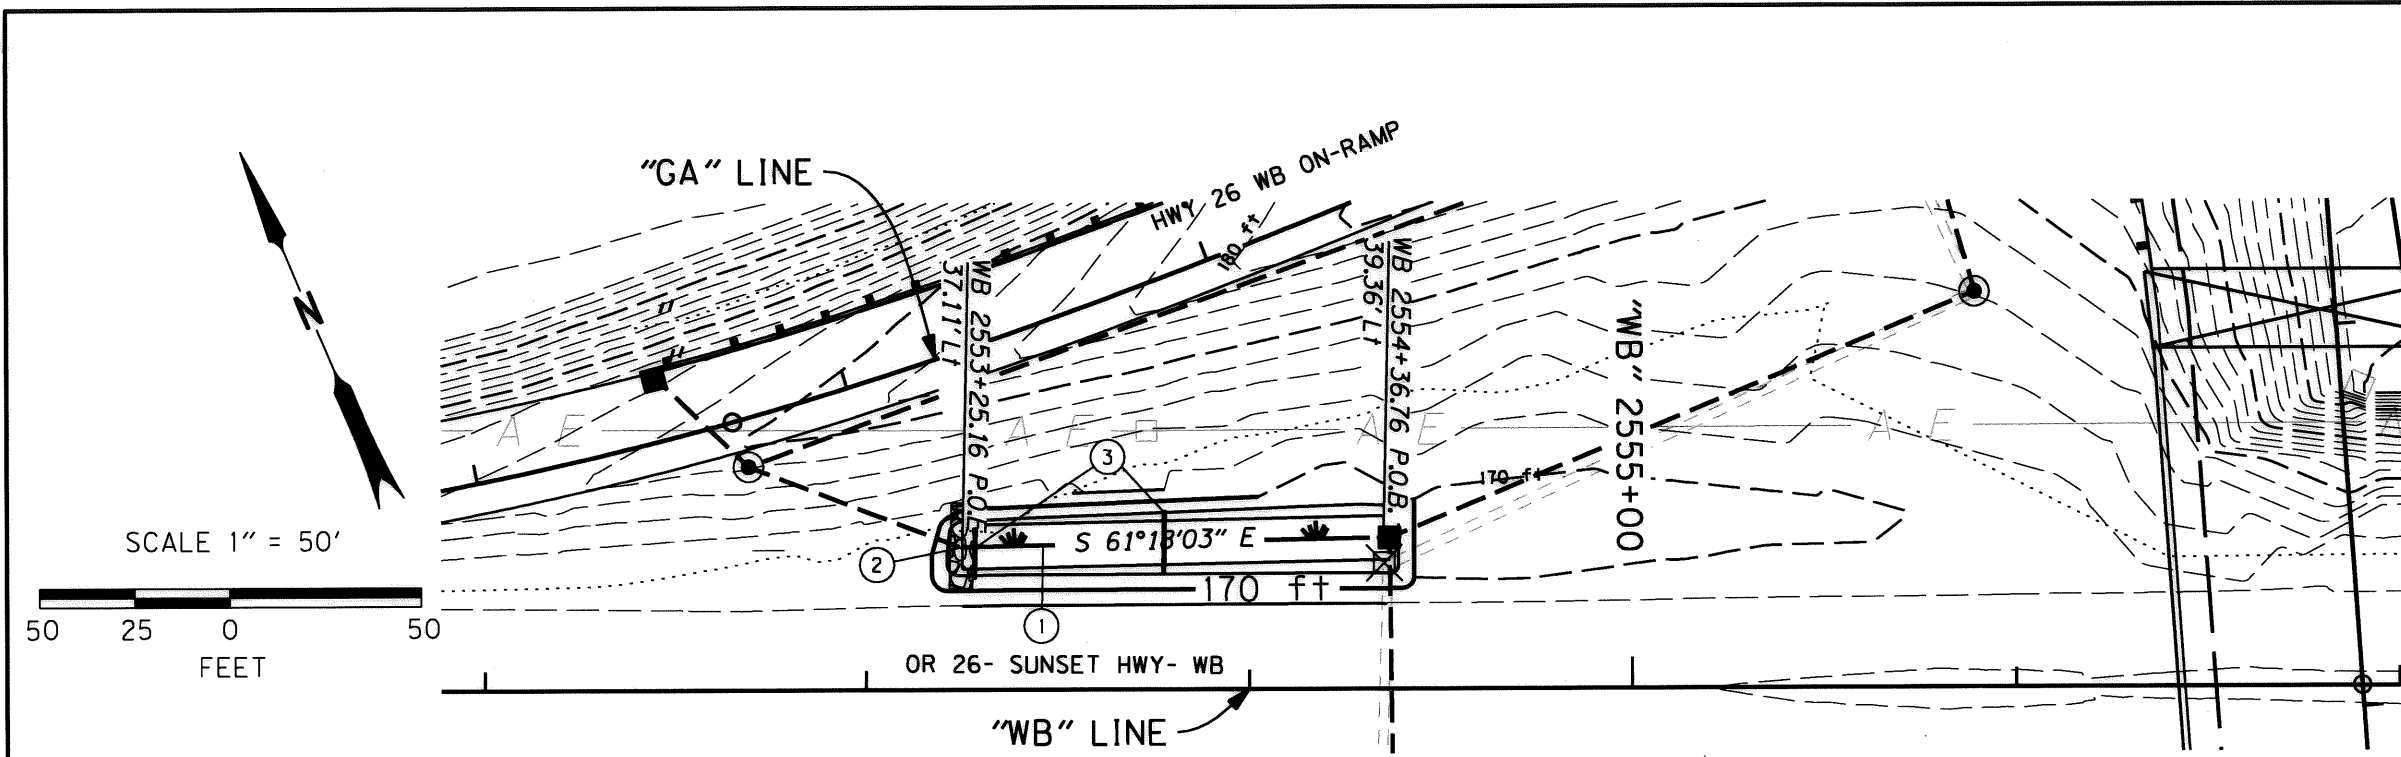 "GA" LINE
HWY 26 WB ON-RAMP
180 ft
N
WB 2553+25.16 P.O.E.
37.11' Lt
WB 2554+36.76 P.O.B.
39.36' Lt
"WB" 2555+00
A E
A E
A E
A E
3
170 ft
SCALE 1" = 50'
2
S 61°18'03" E
170 ft
50 25 0 50
FEET
1
OR 26- SUNSET HWY- WB
"WB" LINE